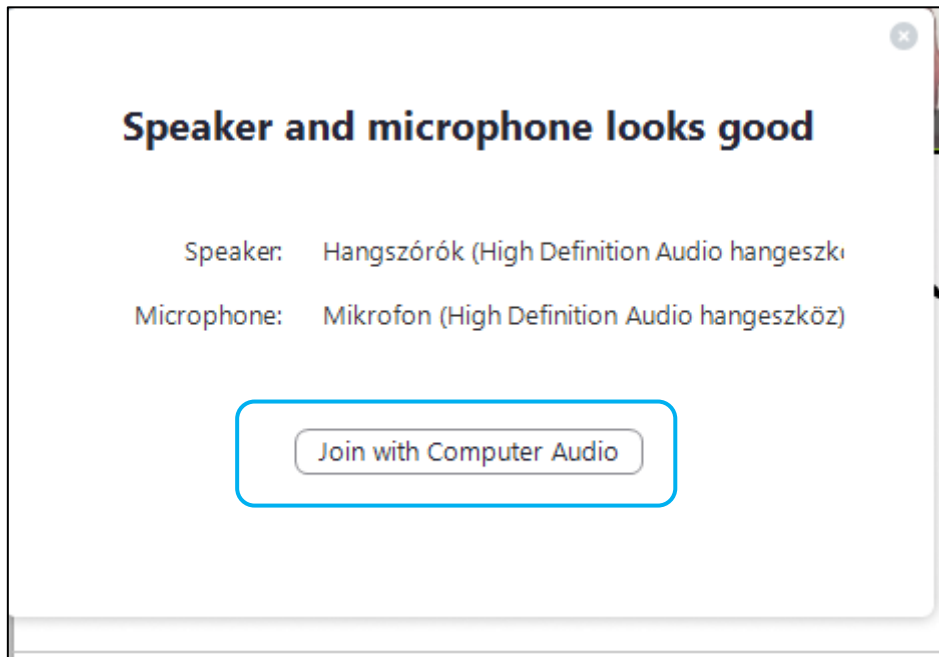 Speaker and microphone looks good
Speaker: Hangszórók (High Definition Audio hangeszk
Microphone: Mikrofon (High Definition Audio hangeszköz)
Join with Computer Audio